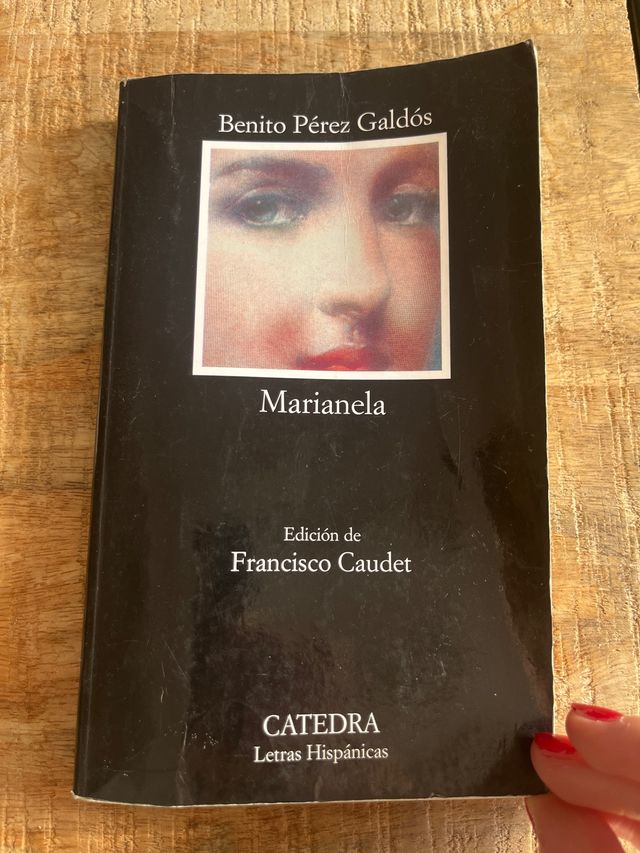 Benito Pérez Galdós
Marianela
Edición de
Francisco Caudet
CATEDRA
Letras Hispánicas